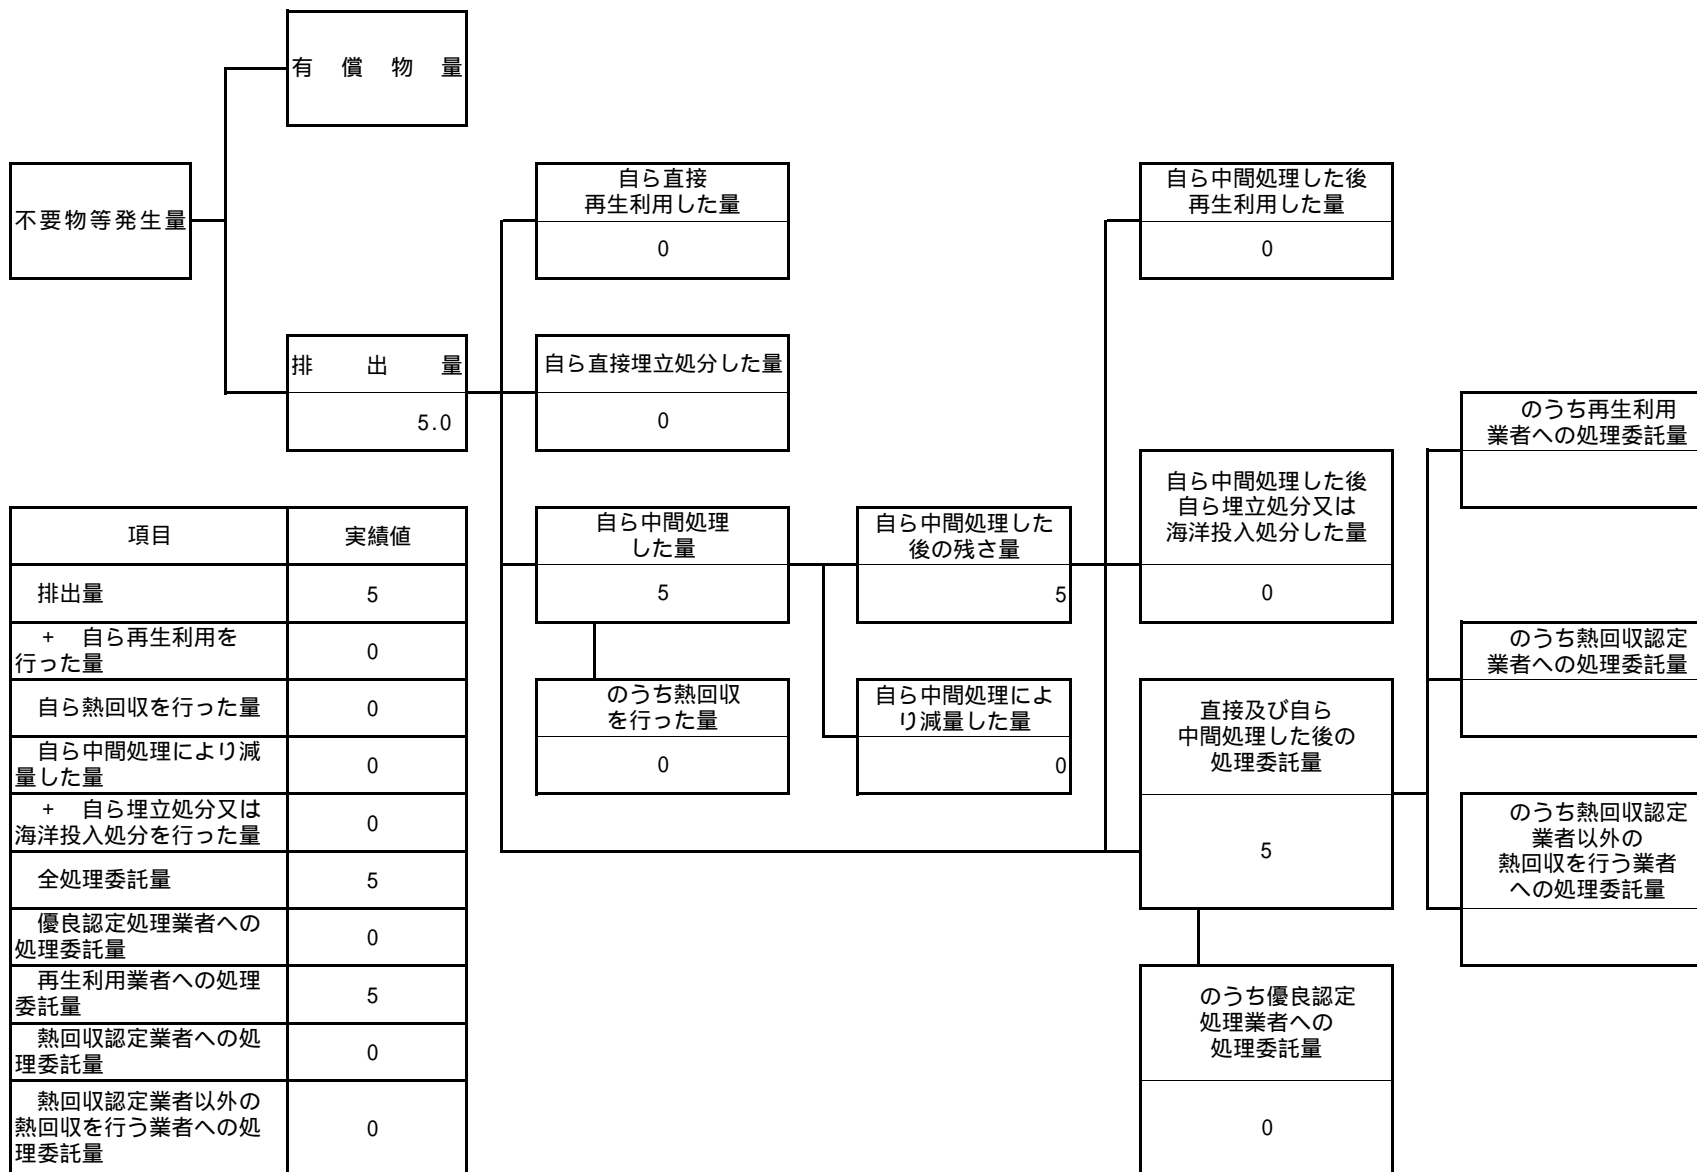 有償物量
不要物等発生量
排出量
5.0
自ら直接
再生利用した量
0
自ら直接埋立処分した量
0
自ら中間処理
した量
5
のうち熱回収
を行った量
0
自ら中間処理した
後の残さ量
5
自ら中間処理によ
り減量した量
0
自ら中間処理した後
再生利用した量
0
自ら中間処理した後
自ら埋立処分又は
海洋投入処分した量
0
直接及び自ら
中間処理した後の
処理委託量
5
のうち優良認定
処理業者への
処理委託量
0
のうち再生利用
業者への処理委託量
のうち熱回収認定
業者への処理委託量
のうち熱回収認定
業者以外の
熱回収を行う業者
への処理委託量
項目 実績値
排出量 5
+ 自ら再生利用を
行った量 0
自ら熱回収を行った量 0
自ら中間処理により減
量した量 0
+ 自ら埋立処分又は
海洋投入処分を行った量 0
全処理委託量 5
優良認定処理業者への
処理委託量 0
再生利用業者への処理
委託量 5
熱回収認定業者への処
理委託量 0
熱回収認定業者以外の
熱回収を行う業者への処
理委託量 0